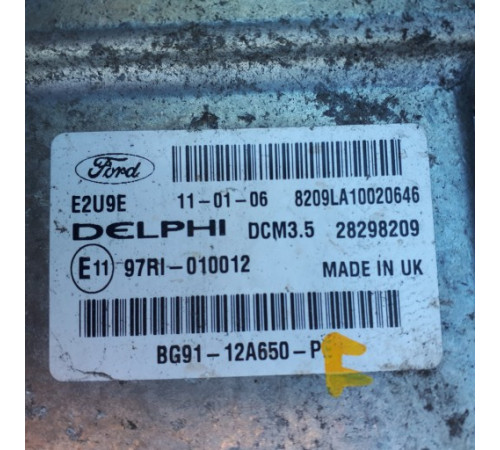 Ford
E2U9E 11-01-06 8209LA10020646
DELPHI DCM3.5 28298209
E11 97RI-010012 MADE IN UK
BG91-12A650-P